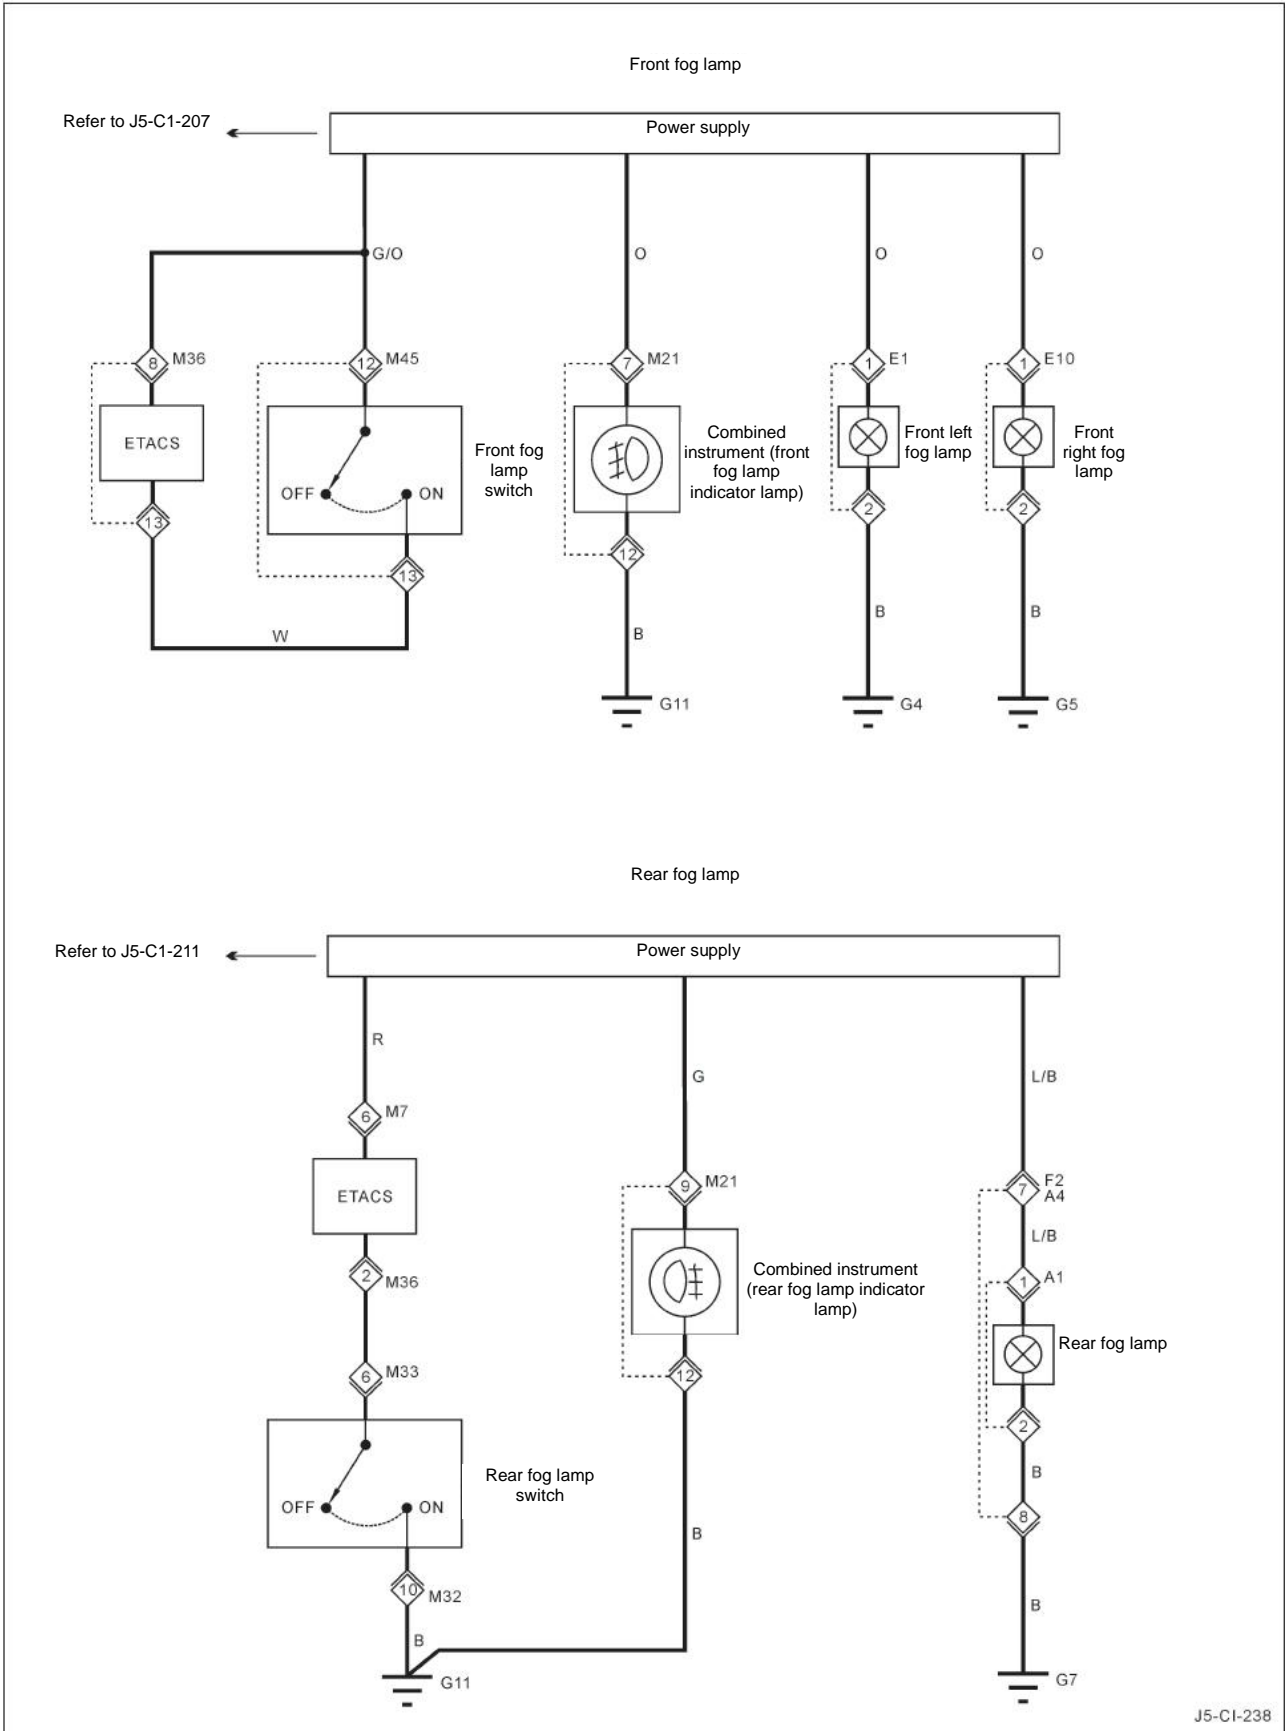 Front fog lamp
Refer to J5-C1-207
Power supply
G/O
O
O
O
8
M36
12
M45
7
M21
1
E1
1
E10
ETACS
OFF
ON
Front fog
lamp
switch
Combined
instrument (front
fog lamp
indicator lamp)
Front left
fog lamp
Front
right fog
lamp
13
13
12
2
2
W
B
B
B
G11
G4
G5
Rear fog lamp
Refer to J5-C1-211
Power supply
R
G
L/B
6
M7
ETACS
2
M36
6
M33
OFF
ON
Rear fog lamp
switch
10
M32
B
G11
9
M21
Combined instrument
(rear fog lamp indicator
lamp)
12
B
7
F2
A4
L/B
1
A1
Rear fog lamp
2
B
8
B
G7
J5-CI-238